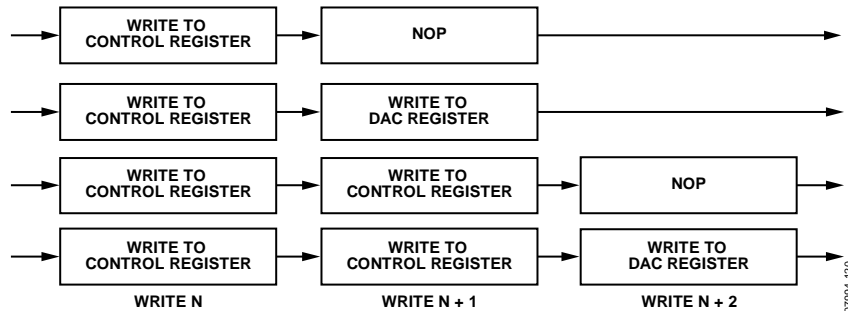 WRITE TO
CONTROL REGISTER
NOP
WRITE TO
CONTROL REGISTER
WRITE TO
DAC REGISTER
WRITE TO
CONTROL REGISTER
WRITE TO
CONTROL REGISTER
NOP
WRITE TO
CONTROL REGISTER
WRITE TO
CONTROL REGISTER
WRITE TO
DAC REGISTER
WRITE N
WRITE N + 1
WRITE N + 2